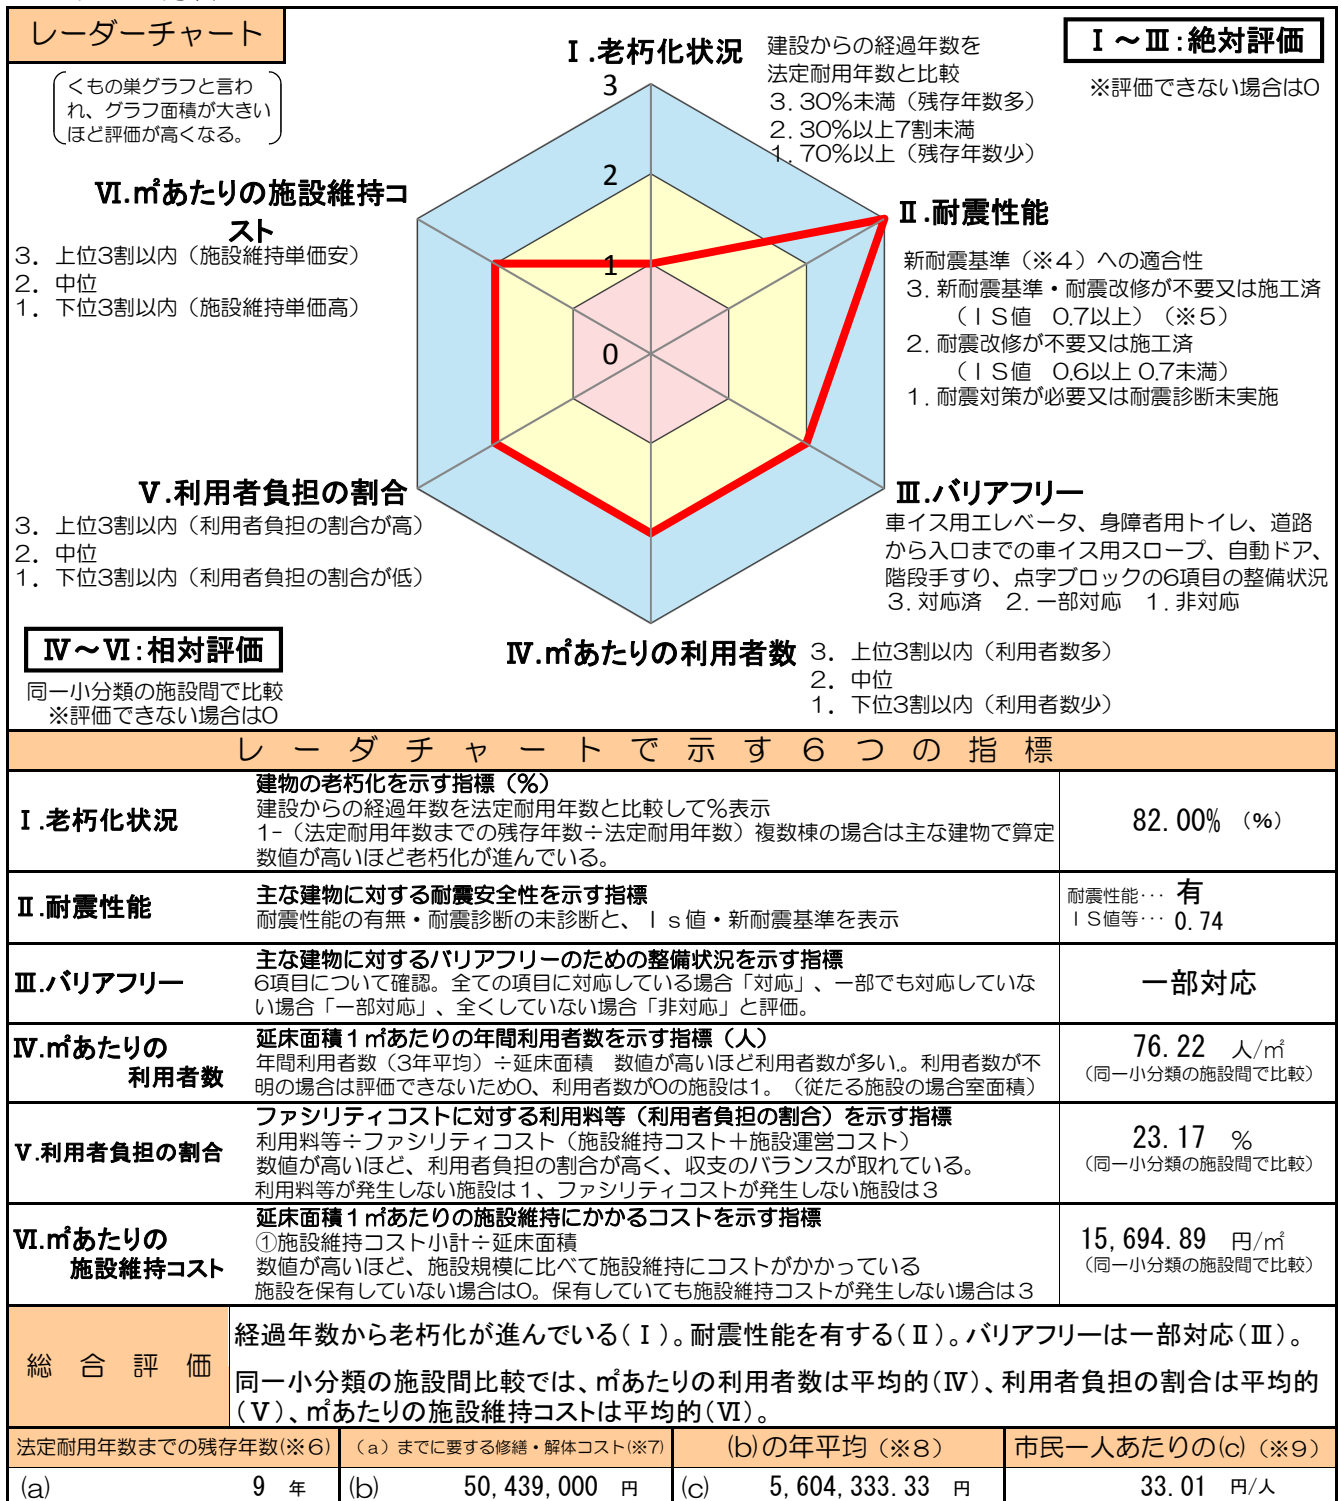 レーダーチャート
くもの巣グラフと言わ
れ、グラフ面積が大きい
ほど評価が高くなる。
Ⅰ.老朽化状況
建設からの経過年数を
法定耐用年数と比較
3. 30%未満（残存年数多）
2. 30%以上7割未満
1. 70%以上（残存年数少）
Ⅰ～Ⅲ:絶対評価
※評価できない場合は0
3
2
1
0
Ⅵ.㎡あたりの施設維持コ
スト
3. 上位3割以内（施設維持単価安）
2. 中位
1. 下位3割以内（施設維持単価高）
Ⅱ.耐震性能
新耐震基準（※4）への適合性
3. 新耐震基準・耐震改修が不要又は施工済
（ＩＳ値 0.7以上）（※5）
2. 耐震改修が不要又は施工済
（ＩＳ値 0.6以上 0.7未満）
1. 耐震対策が必要又は耐震診断未実施
Ⅴ.利用者負担の割合
3. 上位3割以内（利用者負担の割合が高）
2. 中位
1. 下位3割以内（利用者負担の割合が低）
Ⅲ.バリアフリー
車イス用エレベータ、身障者用トイレ、道路
から入口までの車イス用スロープ、自動ドア、
階段手すり、点字ブロックの6項目の整備状況
3. 対応済 2. 一部対応 1. 非対応
Ⅳ～Ⅵ:相対評価
同一小分類の施設間で比較
※評価できない場合は0
Ⅳ.㎡あたりの利用者数
3. 上位3割以内（利用者数多）
2. 中位
1. 下位3割以内（利用者数少）
レーダチャートで示す6つの指標
Ⅰ.老朽化状況
建物の老朽化を示す指標（%）
建設からの経過年数を法定耐用年数と比較して%表示
1-（法定耐用年数までの残存年数÷法定耐用年数）複数棟の場合は主な建物で算定
数値が高いほど老朽化が進んでいる。
82.00% （%）
Ⅱ.耐震性能
主な建物に対する耐震安全性を示す指標
耐震性能の有無・耐震診断の未診断と、Ｉｓ値・新耐震基準を表示
耐震性能… 有
ＩＳ値等… 0.74
Ⅲ.バリアフリー
主な建物に対するバリアフリーのための整備状況を示す指標
6項目について確認。全ての項目に対応している場合「対応」、一部でも対応していな
い場合「一部対応」、全くしていない場合「非対応」と評価。
一部対応
Ⅳ.㎡あたりの
利用者数
延床面積1㎡あたりの年間利用者数を示す指標（人）
年間利用者数（3年平均）÷延床面積 数値が高いほど利用者数が多い。利用者数が不
明の場合は評価できないため0、利用者数が0の施設は1。（従たる施設の場合室面積）
76.22 人/㎡
（同一小分類の施設間で比較）
Ⅴ.利用者負担の割合
ファシリティコストに対する利用料等（利用者負担の割合）を示す指標
利用料等÷ファシリティコスト（施設維持コスト＋施設運営コスト）
数値が高いほど、利用者負担の割合が高く、収支のバランスが取れている。
利用料等が発生しない施設は1、ファシリティコストが発生しない施設は3
23.17 %
（同一小分類の施設間で比較）
Ⅵ.㎡あたりの
施設維持コスト
延床面積1㎡あたりの施設維持にかかるコストを示す指標
①施設維持コスト小計÷延床面積
数値が高いほど、施設規模に比べて施設維持にコストがかかっている
施設を保有していない場合は0。保有していても施設維持コストが発生しない場合は3
15,694.89 円/㎡
（同一小分類の施設間で比較）
総合評価
経過年数から老朽化が進んでいる(Ⅰ)。耐震性能を有する(Ⅱ)。バリアフリーは一部対応(Ⅲ)。
同一小分類の施設間比較では、㎡あたりの利用者数は平均的(Ⅳ)、利用者負担の割合は平均的
(Ⅴ)、㎡あたりの施設維持コストは平均的(Ⅵ)。
法定耐用年数までの残存年数(※6)
（a）までに要する修繕・解体コスト(※7)
(b)の年平均（※8）
市民一人あたりの(c)（※9）
(a) 9 年
(b) 50,439,000 円
(c) 5,604,333.33 円
33.01 円/人